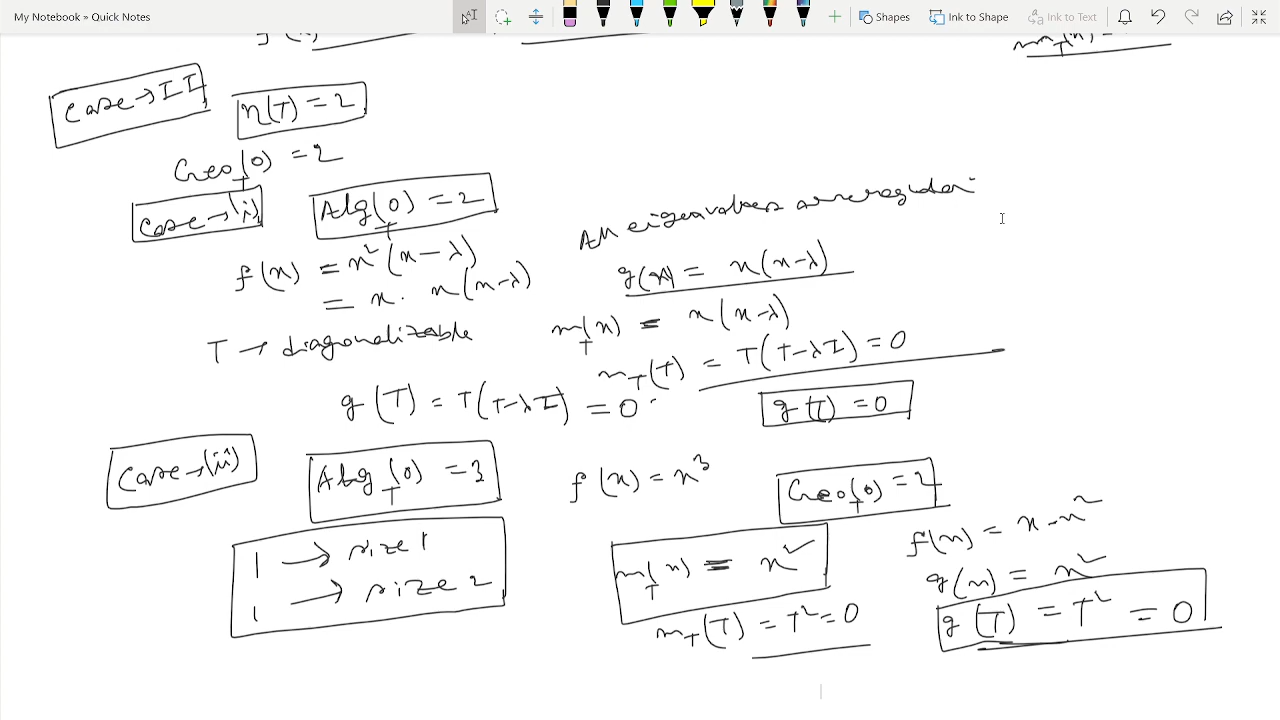 My Notebook » Quick Notes
Shapes
Ink to Shape
Ink to Text
Case → II
η(T) = 2
Geo_T(0) = 2
Case → (i)
Alg_T(0) = 2
All eigenvalues are regular
f(x) = x²(x-λ)
= x. x(x-λ)
g(x) = x(x-λ)
T → diagonalizable
m_T(x) = x(x-λ)
m_T(T) = T(T-λI) = 0
g(T) = T(T-λI) = 0
g(T) = 0
Case → (ii)
Alg_T(0) = 3
f(x) = x³
Geo_T(0) = 2
1 → size 1
1 → size 2
m_T(x) = x²
m_T(T) = T² = 0
f(x) = x·x²
g(x) = x²
g(T) = T² = 0